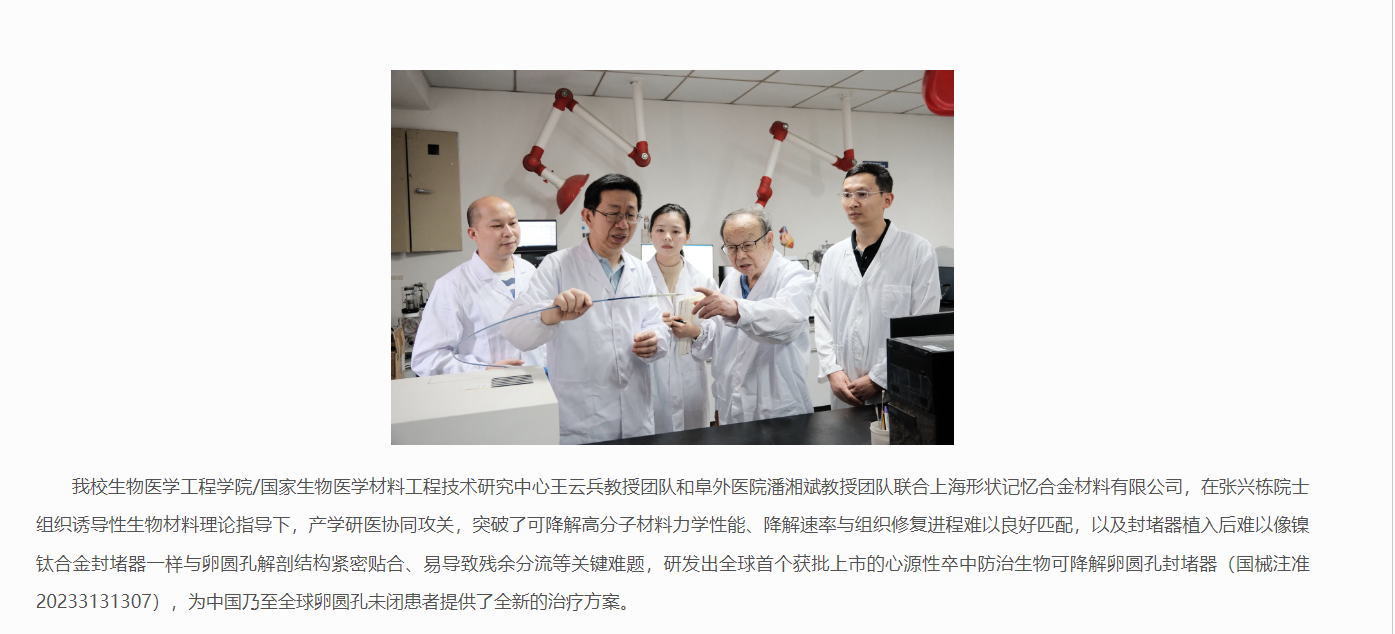 我校生物医学工程学院/国家生物医学材料工程技术研究中心王云兵教授团队和阜外医院潘湘斌教授团队联合上海形状记忆合金材料有限公司，在张兴栋院士
组织诱导性生物材料理论指导下，产学研医协同攻关，突破了可降解高分子材料力学性能、降解速率与组织修复进程难以良好匹配，以及封堵器植入后难以像镍
钛合金封堵器一样与卵圆孔解剖结构紧密贴合、易导致残余分流等关键难题，研发出全球首个获批上市的心源性卒中防治生物可降解卵圆孔封堵器（国械注准
20233131307），为中国乃至全球卵圆孔未闭患者提供了全新的治疗方案。